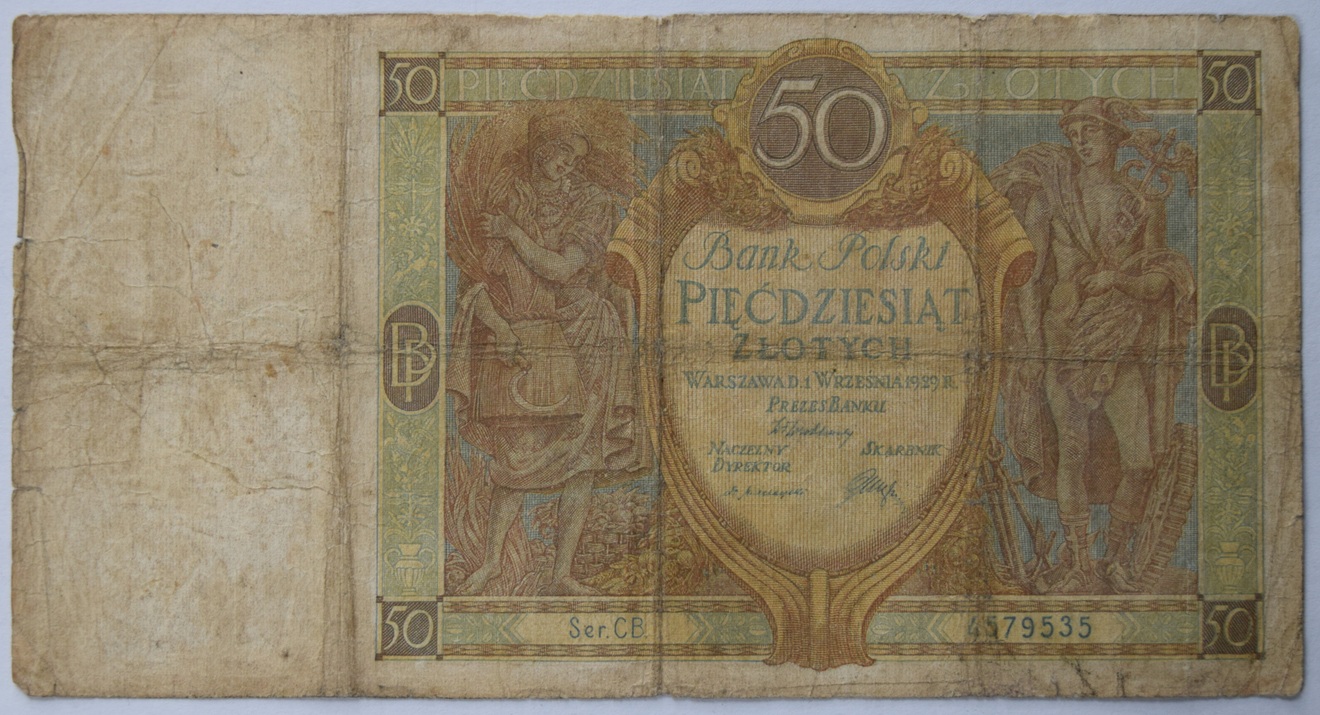 50 PIĘĆDZIESIĄT 50 ZŁOTYCH 50
Bank Polski
PIĘĆDZIESIĄT
ZŁOTYCH
WARSZAWA D. 1 WRZEŚNIA 1929 R.
PREZES BANKU
NACZELNY SKARBNIK
DYREKTOR
BP BP
50 Ser. CB. 4579535 50